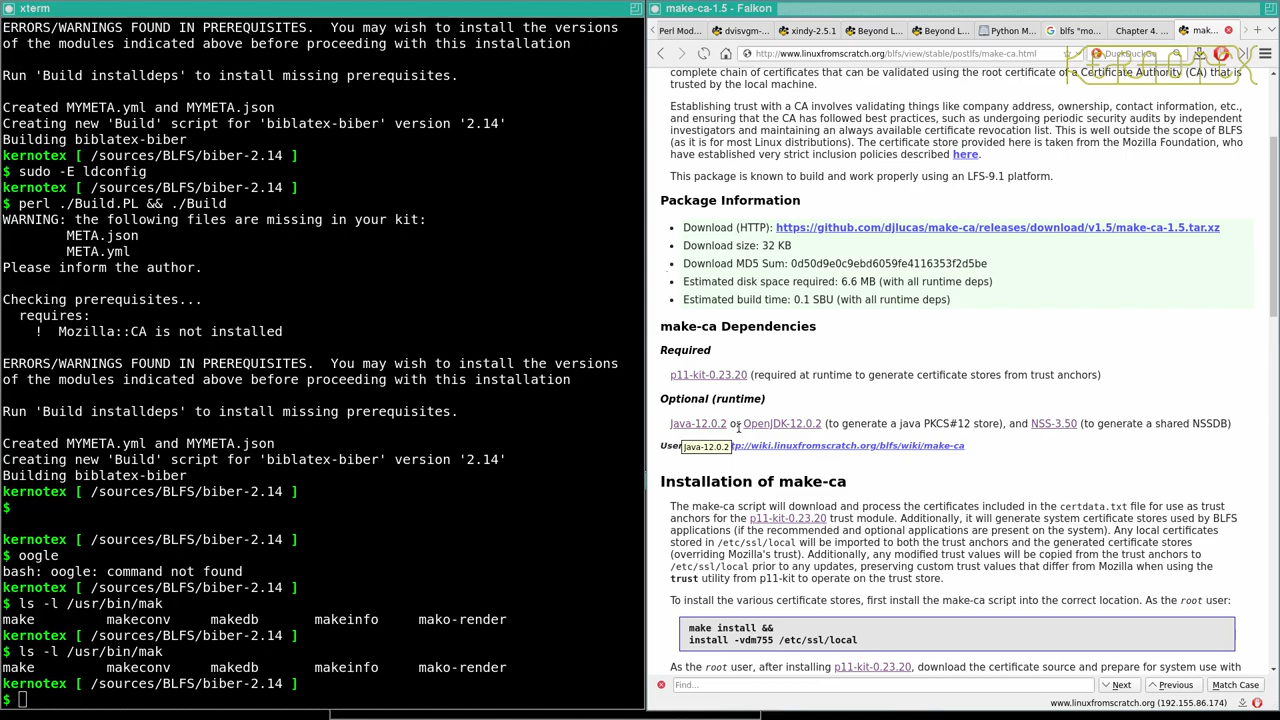 xterm
ERRORS/WARNINGS FOUND IN PREREQUISITES.  You may wish to install the versions
of the modules indicated above before proceeding with this installation
Run 'Build installdeps' to install missing prerequisites.
Created MYMETA.yml and MYMETA.json
Creating new 'Build' script for 'biblatex-biber' version '2.14'
Building biblatex-biber
kernotex [ /sources/BLFS/biber-2.14 ]
$ sudo -E ldconfig
kernotex [ /sources/BLFS/biber-2.14 ]
$ perl ./Build.PL && ./Build
WARNING: the following files are missing in your kit:
META.json
META.yml
Please inform the author.
Checking prerequisites...
requires:
!  Mozilla::CA is not installed
ERRORS/WARNINGS FOUND IN PREREQUISITES.  You may wish to install the versions
of the modules indicated above before proceeding with this installation
Run 'Build installdeps' to install missing prerequisites.
Created MYMETA.yml and MYMETA.json
Creating new 'Build' script for 'biblatex-biber' version '2.14'
Building biblatex-biber
kernotex [ /sources/BLFS/biber-2.14 ]
$
kernotex [ /sources/BLFS/biber-2.14 ]
$ oogle
bash: oogle: command not found
kernotex [ /sources/BLFS/biber-2.14 ]
$ ls -l /usr/bin/mak
make makeconv makedb makeinfo mako-render
kernotex [ /sources/BLFS/biber-2.14 ]
$ ls -l /usr/bin/mak
make makeconv makedb makeinfo mako-render
kernotex [ /sources/BLFS/biber-2.14 ]
$
make-ca-1.5 - Falkon
Perl Mod... dvisvgm-... xindy-2.5.1 Beyond L... Beyond L... Python M... blfs "mo... Chapter 4. ... mak...
http://www.linuxfromscratch.org/blfs/view/stable/postlfs/make-ca.html DuckDuckGo
KERNOTEX
complete chain of certificates that can be validated using the root certificate of a Certificate Authority (CA) that is
trusted by the local machine.
Establishing trust with a CA involves validating things like company address, ownership, contact information, etc.,
and ensuring that the CA has followed best practices, such as undergoing periodic security audits by independent
investigators and maintaining an always available certificate revocation list. This is well outside the scope of BLFS
(as it is for most Linux distributions). The certificate store provided here is taken from the Mozilla Foundation, who
have established very strict inclusion policies described here.
This package is known to build and work properly using an LFS-9.1 platform.
Package Information
• Download (HTTP): https://github.com/djlucas/make-ca/releases/download/v1.5/make-ca-1.5.tar.xz
• Download size: 32 KB
• Download MD5 Sum: 0d50d9e0c9ebd6059fe4116353f2d5be
• Estimated disk space required: 6.6 MB (with all runtime deps)
• Estimated build time: 0.1 SBU (with all runtime deps)
make-ca Dependencies
Required
p11-kit-0.23.20 (required at runtime to generate certificate stores from trust anchors)
Optional (runtime)
Java-12.0.2 or OpenJDK-12.0.2 (to generate a java PKCS#12 store), and NSS-3.50 (to generate a shared NSSDB)
User Java-12.0.2 tp://wiki.linuxfromscratch.org/blfs/wiki/make-ca
Installation of make-ca
The make-ca script will download and process the certificates included in the certdata.txt file for use as trust
anchors for the p11-kit-0.23.20 trust module. Additionally, it will generate system certificate stores used by BLFS
applications (if the recommended and optional applications are present on the system). Any local certificates
stored in /etc/ssl/local will be imported to both the trust anchors and the generated certificate stores
(overriding Mozilla's trust). Additionally, any modified trust values will be copied from the trust anchors to
/etc/ssl/local prior to any updates, preserving custom trust values that differ from Mozilla when using the
trust utility from p11-kit to operate on the trust store.
To install the various certificate stores, first install the make-ca script into the correct location. As the root user:
make install &&
install -vdm755 /etc/ssl/local
As the root user, after installing p11-kit-0.23.20, download the certificate source and prepare for system use with
Find... Next Previous Match Case
www.linuxfromscratch.org (192.155.86.174)